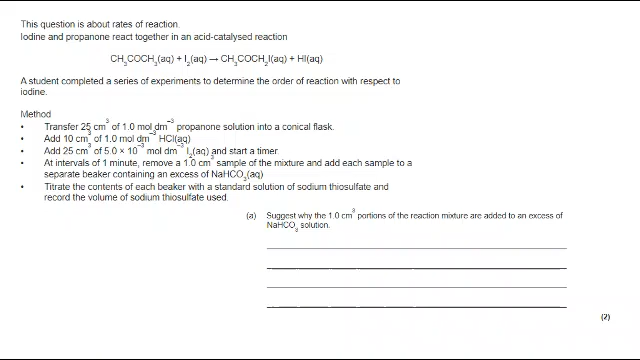 This question is about rates of reaction.
Iodine and propanone react together in an acid-catalysed reaction
CH₃COCH₃(aq) + I₂(aq) → CH₃COCH₂I(aq) + HI(aq)
A student completed a series of experiments to determine the order of reaction with respect to
iodine.
Method
• Transfer 25 cm³ of 1.0 mol dm⁻³ propanone solution into a conical flask.
• Add 10 cm³ of 1.0 mol dm⁻³ HCl(aq)
• Add 25 cm³ of 5.0 × 10⁻³ mol dm⁻³ I₂(aq) and start a timer.
• At intervals of 1 minute, remove a 1.0 cm³ sample of the mixture and add each sample to a
separate beaker containing an excess of NaHCO₃(aq)
• Titrate the contents of each beaker with a standard solution of sodium thiosulfate and
record the volume of sodium thiosulfate used.
(a) Suggest why the 1.0 cm³ portions of the reaction mixture are added to an excess of
NaHCO₃ solution.
(2)